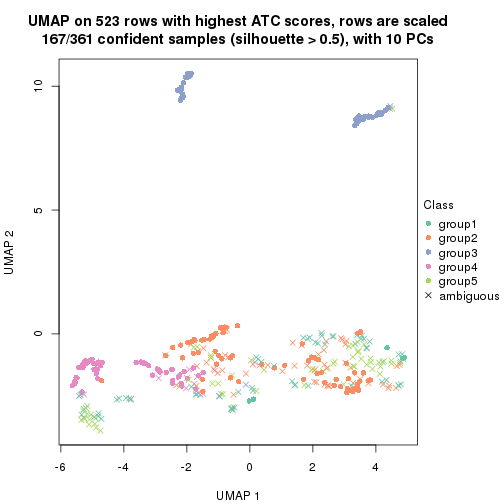 UMAP on 523 rows with highest ATC scores, rows are scaled
167/361 confident samples (silhouette > 0.5), with 10 PCs
10
5
0
UMAP 2
-6
-4
-2
0
2
4
UMAP 1
Class
group1
group2
group3
group4
group5
ambiguous